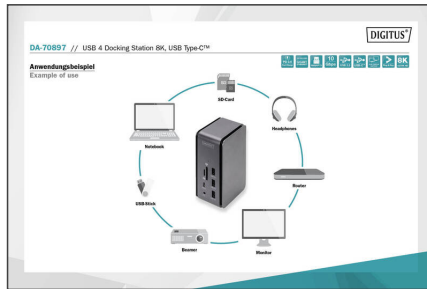 DIGITUS®
DA-70897 // USB 4 Docking Station 8K, USB Type-C™
Anwendungsbeispiel
Example of use
10
8K
SD-Card
Headphones
Notebook
Router
USB-Stick
Beamer
Monitor